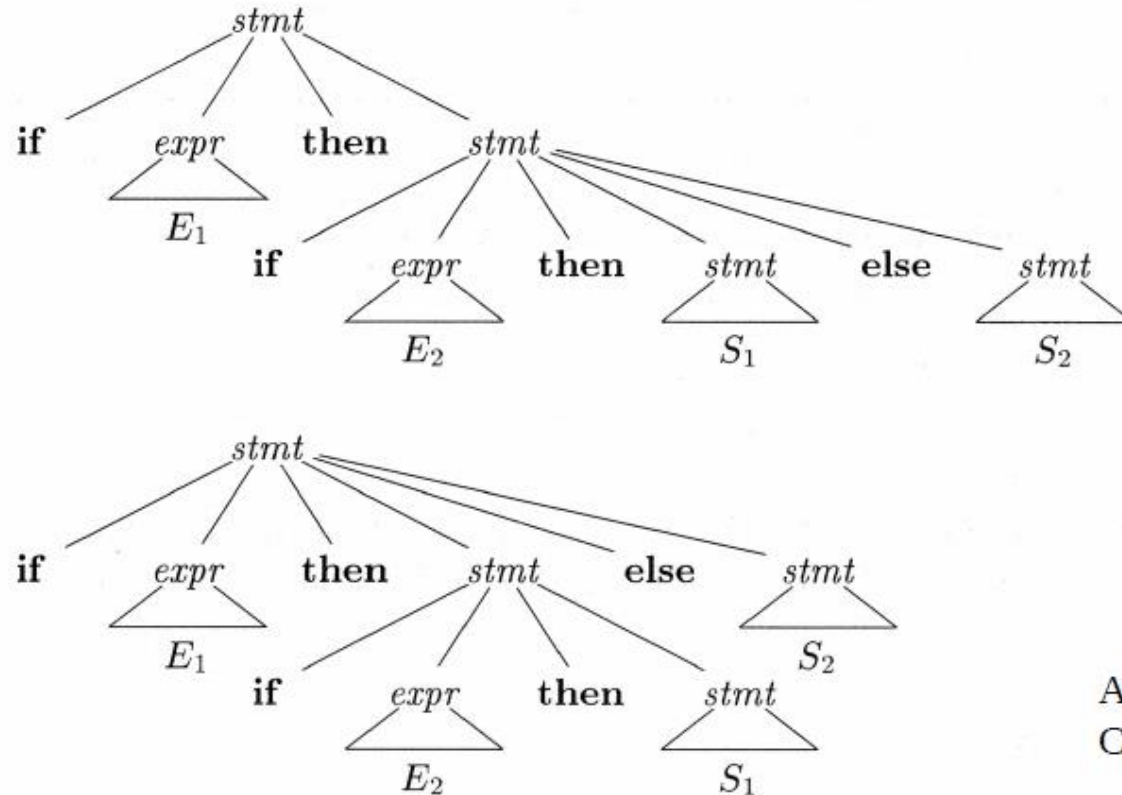 stmt
if expr then stmt
E₁
if expr then stmt else stmt
E₂ S₁ S₂
stmt
if expr then stmt else stmt
E₁ S₂
if expr then stmt
E₂ S₁
A
C